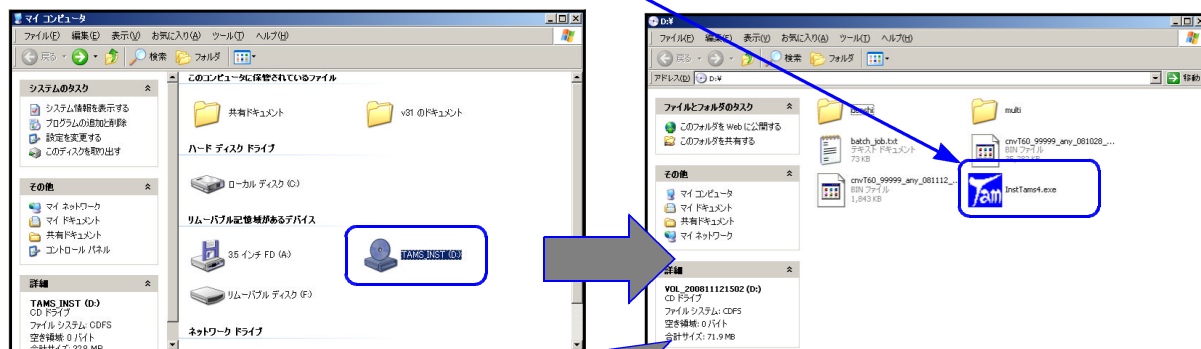 マイ コンピュータ
ファイル(F) 編集(E) 表示(V) お気に入り(A) ツール(T) ヘルプ(H)
戻る 検索 フォルダ
システムのタスク
システム情報を表示する
プログラムの追加と削除
設定を変更する
このディスクを取り出す
その他
マイ ネットワーク
マイ ドキュメント
共有ドキュメント
コントロール パネル
詳細
TAMS_INST (D:)
CD ドライブ
ファイル システム: CDFS
空き領域: 0 バイト
このコンピュータに保管されているファイル
共有ドキュメント
v31 のドキュメント
ハード ディスク ドライブ
ローカル ディスク (C:)
リムーバブル記憶域があるデバイス
3.5 インチ FD (A:)
TAMS_INST (D:)
リムーバブル ディスク (F:)
ネットワーク ドライブ
D:¥
ファイル(F) 編集(E) 表示(V) お気に入り(A) ツール(T) ヘルプ(H)
戻る 検索 フォルダ
アドレス(D) D:¥ 移動
ファイルとフォルダのタスク
このフォルダを Web に公開する
このフォルダを共有する
その他
マイ コンピュータ
マイ ドキュメント
共有ドキュメント
マイ ネットワーク
詳細
VOL_200811121502 (D:)
CD ドライブ
ファイル システム: CDFS
空き領域: 0 バイト
合計サイズ: 71.9 MB
multi
batch_job.txt
テキスト ドキュメント
73 KB
cnvT60_99999_any_081028_...
BIN ファイル
cnvT60_99999_any_081112_...
BIN ファイル
1,843 KB
Tam
InstTams4.exe